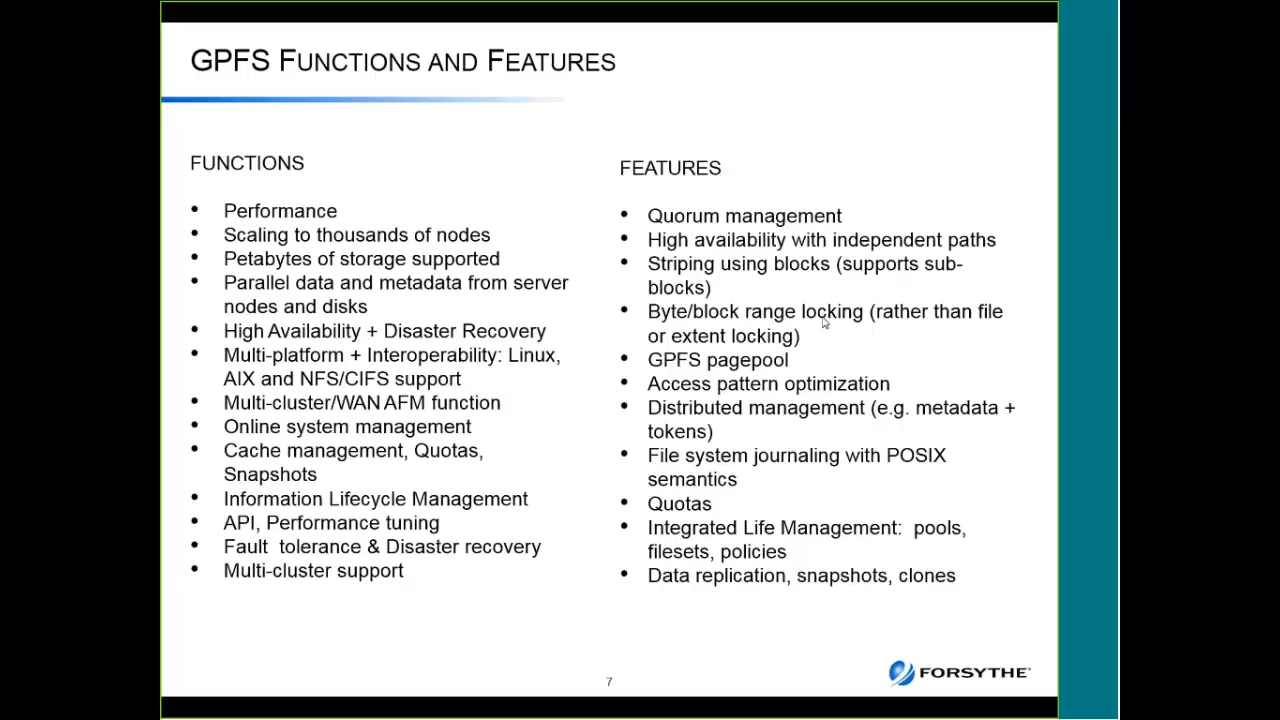 GPFS FUNCTIONS AND FEATURES
FUNCTIONS
• Performance
• Scaling to thousands of nodes
• Petabytes of storage supported
• Parallel data and metadata from server
nodes and disks
• High Availability + Disaster Recovery
• Multi-platform + Interoperability: Linux,
AIX and NFS/CIFS support
• Multi-cluster/WAN AFM function
• Online system management
• Cache management, Quotas,
Snapshots
• Information Lifecycle Management
• API, Performance tuning
• Fault tolerance & Disaster recovery
• Multi-cluster support
FEATURES
• Quorum management
• High availability with independent paths
• Striping using blocks (supports sub-
blocks)
• Byte/block range locking (rather than file
or extent locking)
• GPFS pagepool
• Access pattern optimization
• Distributed management (e.g. metadata +
tokens)
• File system journaling with POSIX
semantics
• Quotas
• Integrated Life Management: pools,
filesets, policies
• Data replication, snapshots, clones
7
FORSYTHE